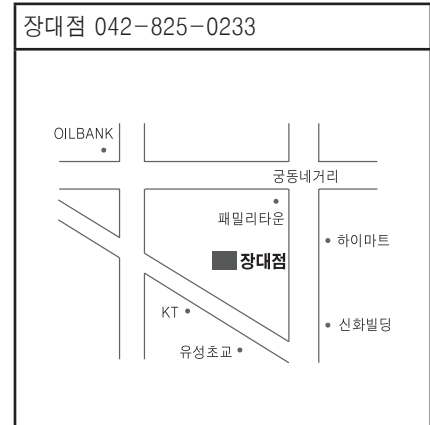 장대점 042-825-0233
OILBANK
궁동네거리
패밀리타운
하이마트
장대점
KT
신화빌딩
유성초교